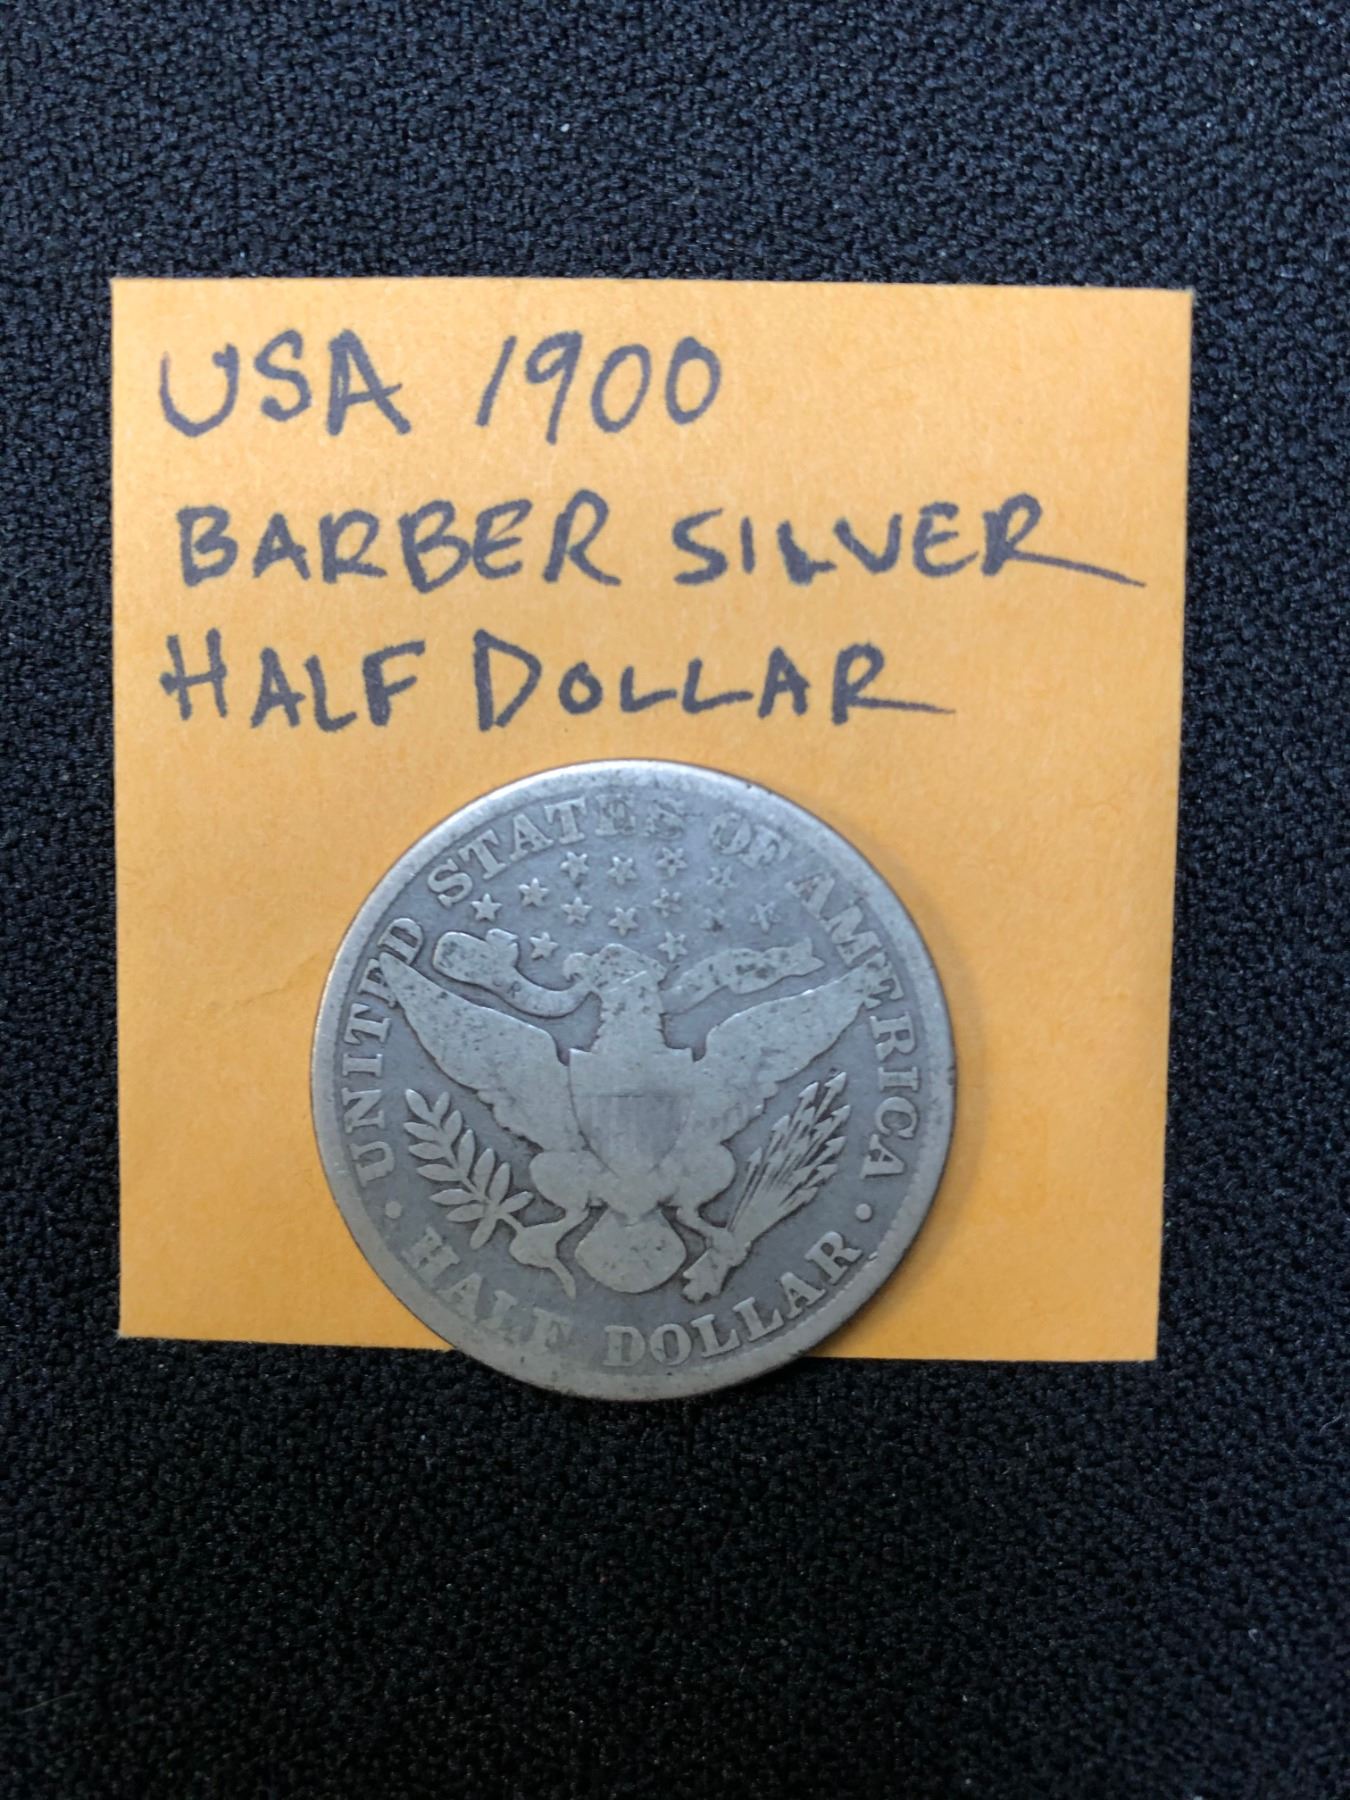 USA 1900
BARBER SILVER
HALF DOLLAR
UNITED STATES OF AMERICA
HALF DOLLAR